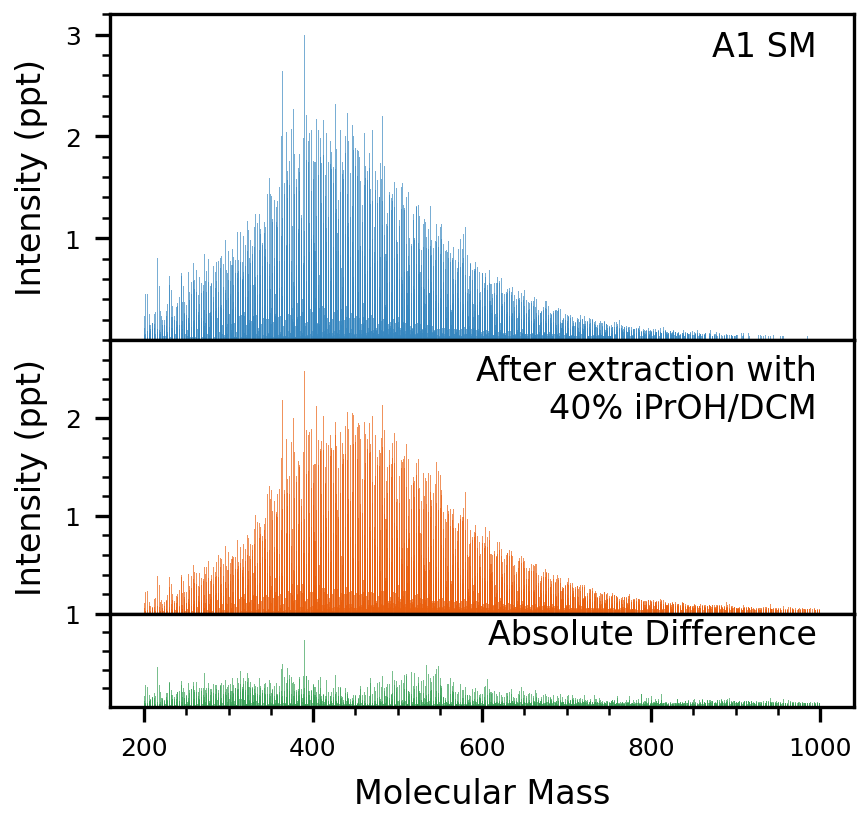 A1 SM
3
2
1
Intensity (ppt)
After extraction with
40% iPrOH/DCM
2
1
Intensity (ppt)
1
Absolute Difference
200 400 600 800 1000
Molecular Mass